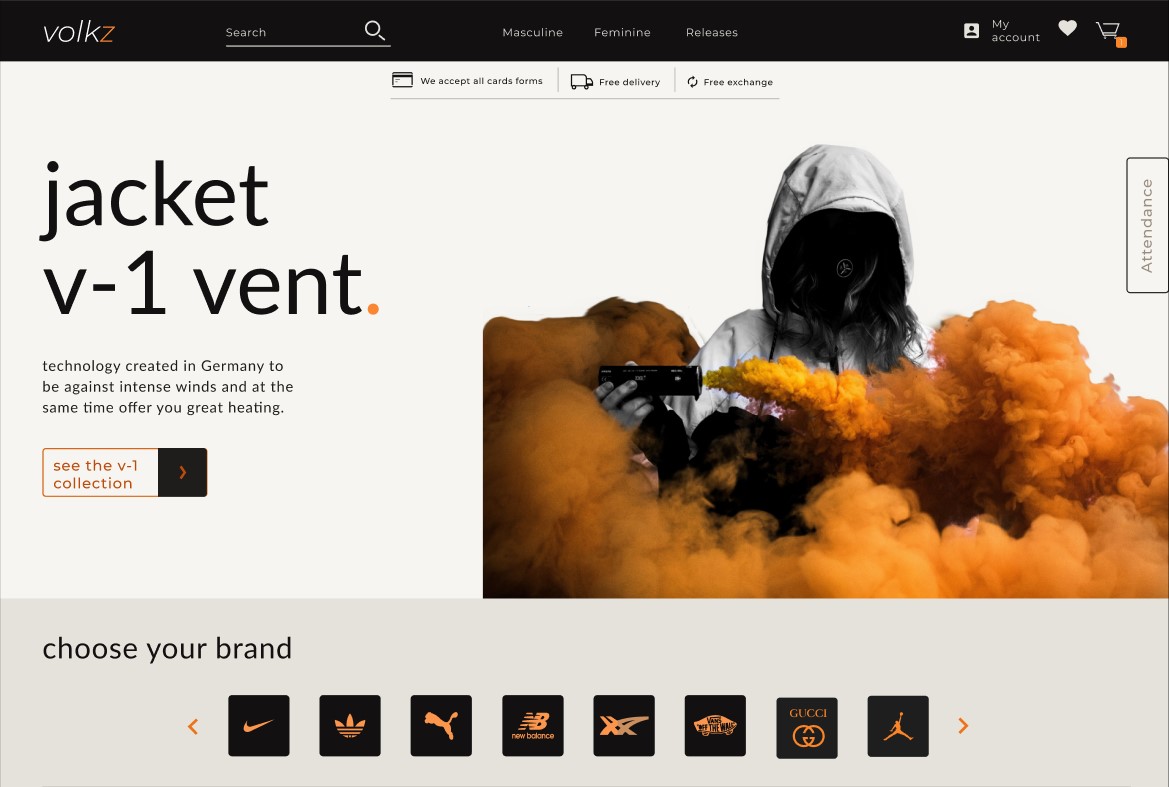 volkz
Search
Masculine
Feminine
Releases
My
account
1
We accept all cards forms
Free delivery
Free exchange
jacket
v-1 vent.
technology created in Germany to
be against intense winds and at the
same time offer you great heating.
see the v-1
collection
Attendance
choose your brand
new balance
VANS
"OFF THE WALL"
GUCCI